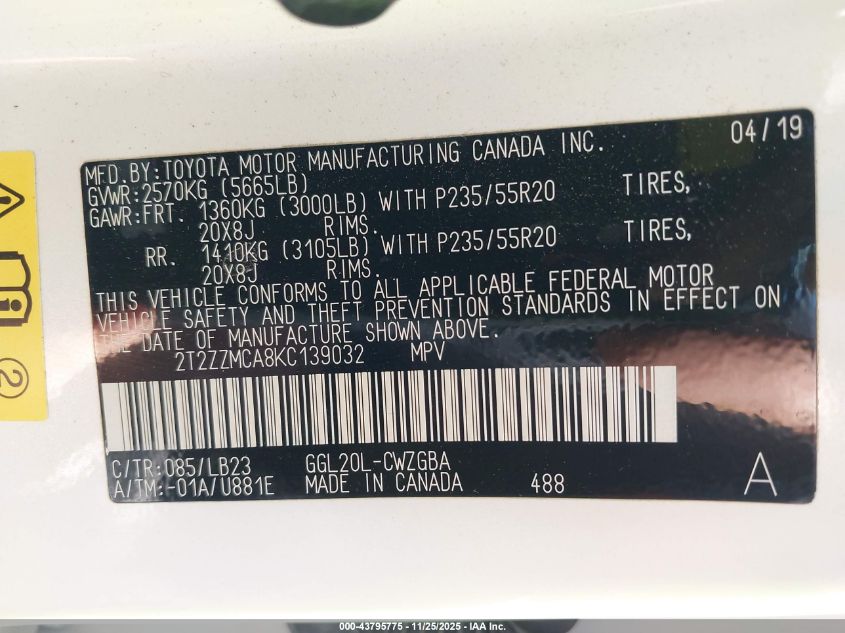 04/19
MFD.BY:TOYOTA MOTOR MANUFACTURING CANADA INC.
GVWR:2570KG (5665LB)
GAWR:FRT. 1360KG (3000LB) WITH P235/55R20 TIRES,
20X8J RIMS.
RR. 1410KG (3105LB) WITH P235/55R20 TIRES,
20X8J RIMS.
THIS VEHICLE CONFORMS TO ALL APPLICABLE FEDERAL MOTOR
VEHICLE SAFETY AND THEFT PREVENTION STANDARDS IN EFFECT ON
THE DATE OF MANUFACTURE SHOWN ABOVE.
2T2ZZMCA8KC139032 MPV
C/TR:085/LB23 GGL20L-CWZGBA
A/TM:-01A/U881E MADE IN CANADA 488 A
2
000-43795775 - 11/25/2025 - IAA Inc.